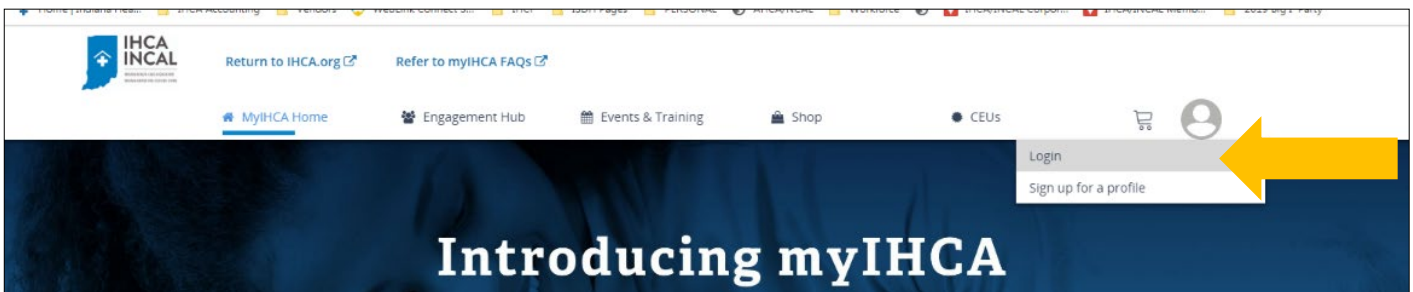 IHCA
INCAL
Return to IHCA.org
Refer to myIHCA FAQs
MyIHCA Home
Engagement Hub
Events & Training
Shop
CEUs
Login
Sign up for a profile
Introducing myIHCA